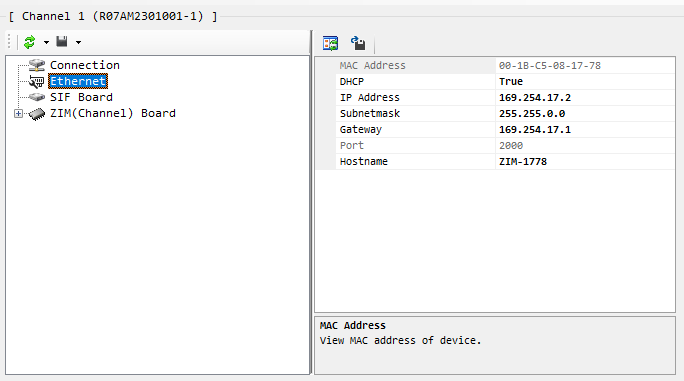 [ Channel 1 (R07AM2301001-1) ]
Connection
Ethernet
SIF Board
ZIM(Channel) Board
MAC Address 00-1B-C5-08-17-78
DHCP True
IP Address 169.254.17.2
Subnetmask 255.255.0.0
Gateway 169.254.17.1
Port 2000
Hostname ZIM-1778
MAC Address
View MAC address of device.